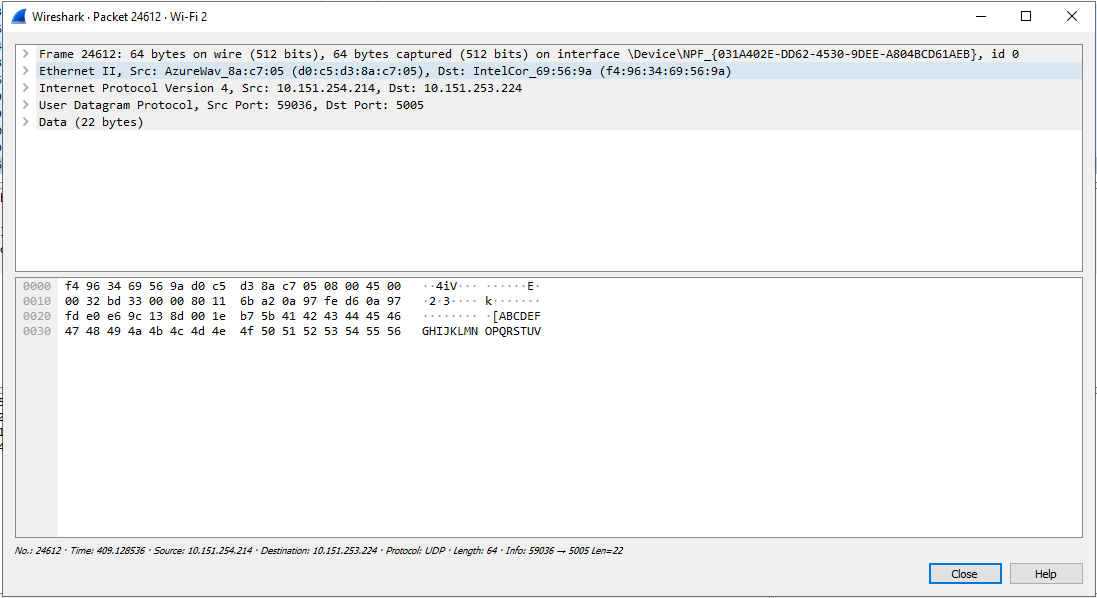 Wireshark · Packet 24612 · Wi-Fi 2
Frame 24612: 64 bytes on wire (512 bits), 64 bytes captured (512 bits) on interface \Device\NPF_{031A402E-DD62-4530-9DEE-A804BCD61AEB}, id 0
Ethernet II, Src: AzureWav_8a:c7:05 (d0:c5:d3:8a:c7:05), Dst: IntelCor_69:56:9a (f4:96:34:69:56:9a)
Internet Protocol Version 4, Src: 10.151.254.214, Dst: 10.151.253.224
User Datagram Protocol, Src Port: 59036, Dst Port: 5005
Data (22 bytes)
0000 f4 96 34 69 56 9a d0 c5 d3 8a c7 05 08 00 45 00 ··4iV··· ······E·
0010 00 32 bd 33 00 00 80 11 6b a2 0a 97 fe d6 0a 97 ·2·3···· k·······
0020 fd e0 e6 9c 13 8d 00 1e b7 5b 41 42 43 44 45 46 ········ ·[ABCDEF
0030 47 48 49 4a 4b 4c 4d 4e 4f 50 51 52 53 54 55 56 GHIJKLMN OPQRSTUV
No.: 24612 · Time: 409.128536 · Source: 10.151.254.214 · Destination: 10.151.253.224 · Protocol: UDP · Length: 64 · Info: 59036 → 5005 Len=22
Close Help